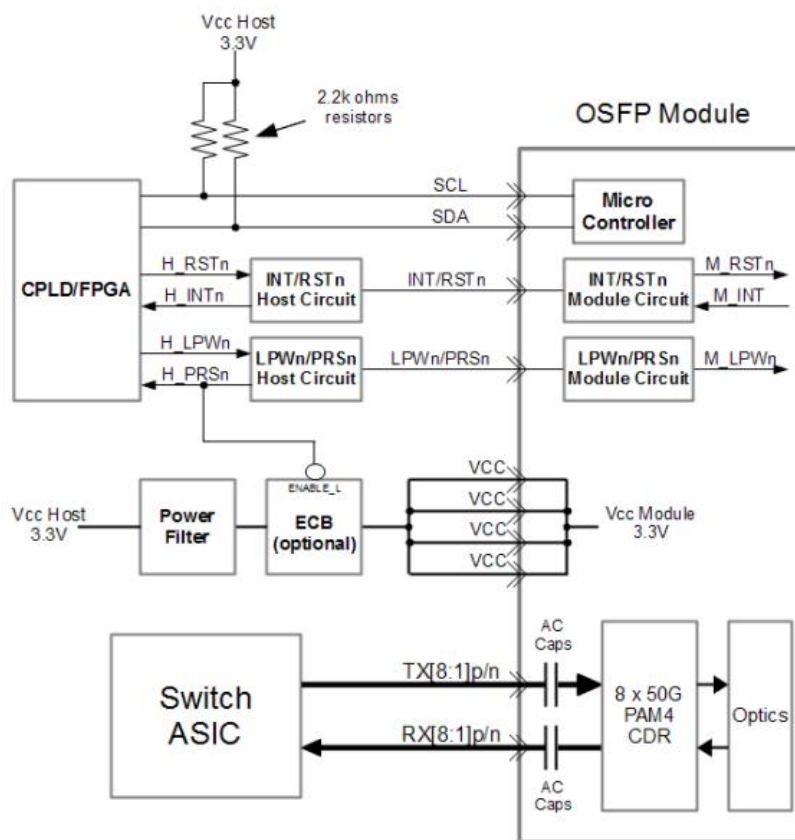 Vcc Host
3.3V
2.2k ohms
resistors
OSFP Module
SCL
SDA
Micro
Controller
CPLD/FPGA
H_RSTn
H_INTn
INT/RSTn
Host Circuit
INT/RSTn
INT/RSTn
Module Circuit
M_RSTn
M_INT
H_LPWn
H_PRSn
LPWn/PRSn
Host Circuit
LPWn/PRSn
LPWn/PRSn
Module Circuit
M_LPWn
Vcc Host
3.3V
Power
Filter
ENABLE_L
ECB
(optional)
VCC
VCC
VCC
VCC
Vcc Module
3.3V
Switch
ASIC
TX[8:1]p/n
RX[8:1]p/n
AC
Caps
AC
Caps
8 x 50G
PAM4
CDR
Optics